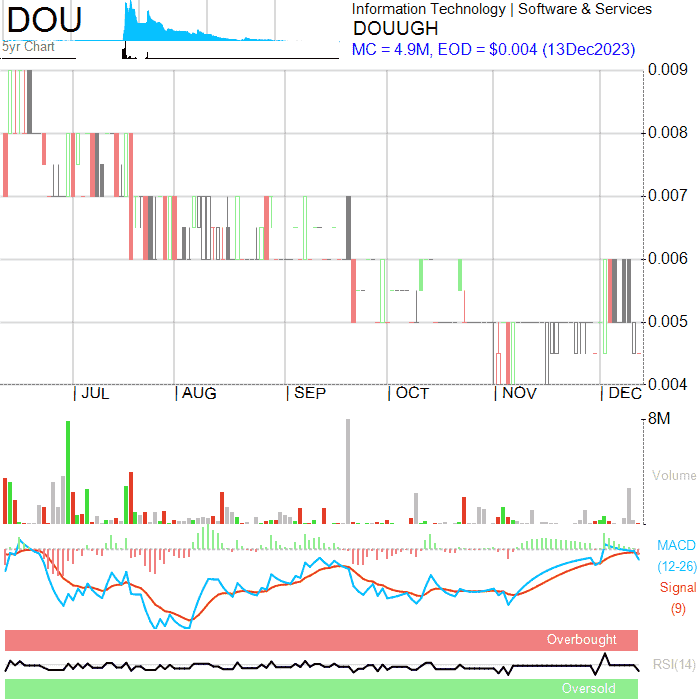 DOU
5yr Chart
Information Technology | Software & Services
DOUUGH
MC = 4.9M, EOD = $0.004 (13Dec2023)
0.009
0.008
0.007
0.006
0.005
0.004
| JUL | AUG | SEP | OCT | NOV | DEC
8M
Volume
MACD
(12-26)
Signal
(9)
Overbought
RSI(14)
Oversold